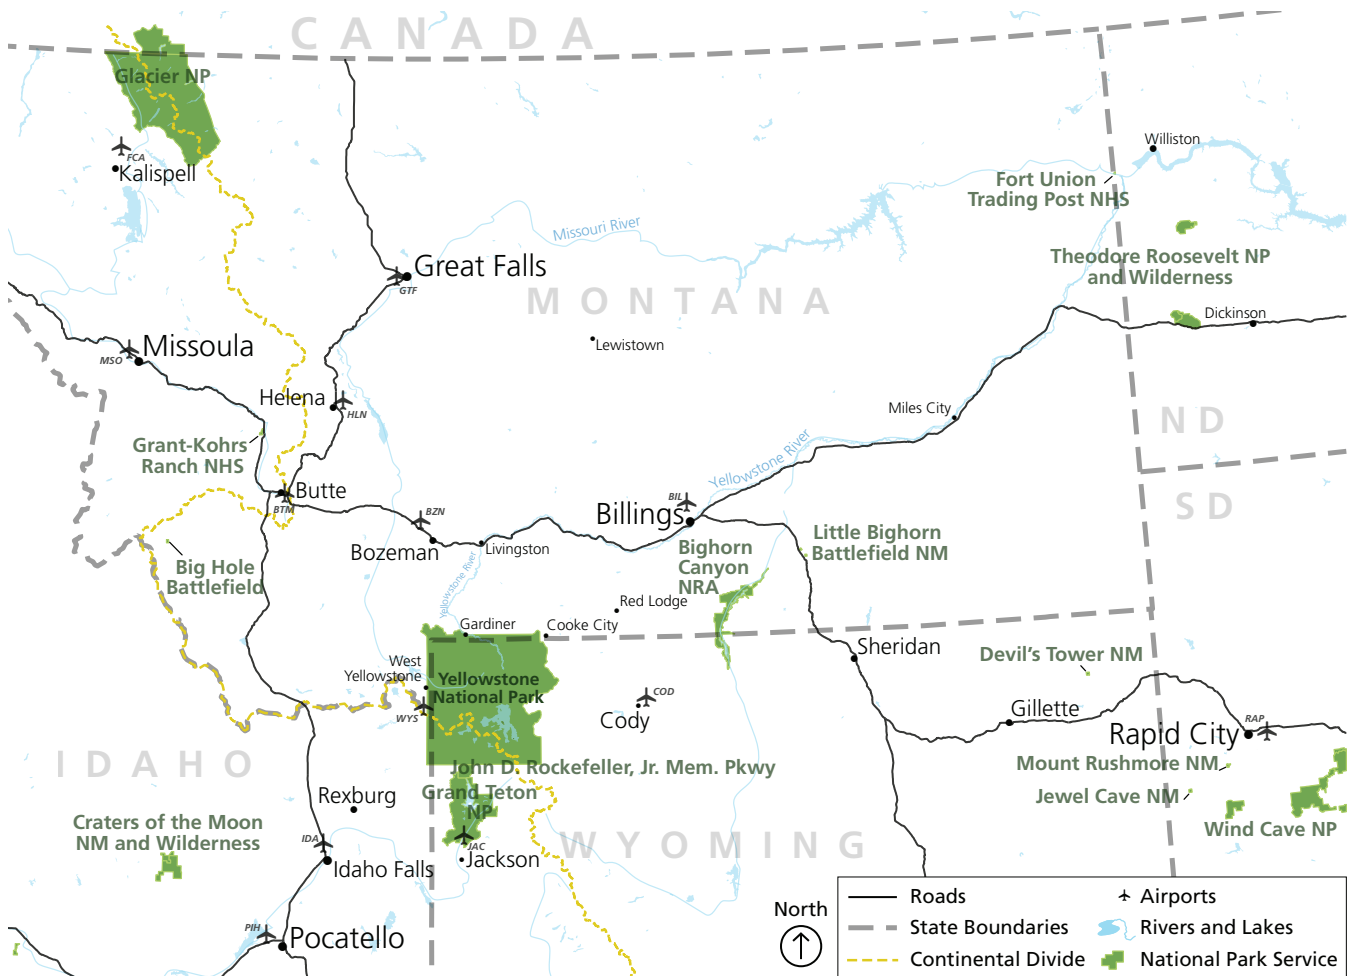 CANADA
Glacier NP
FCA
Kalispell
Williston
Fort Union
Trading Post NHS
Missouri River
Theodore Roosevelt NP
and Wilderness
Great Falls
GTF
MONTANA
Dickinson
Missoula
MSO
Lewistown
Helena
HLN
Miles City
ND
Grant-Kohrs
Ranch NHS
Yellowstone River
Butte
BTM
BZN
BIL
Billings
SD
Bozeman
Livingston
Little Bighorn
Battlefield NM
Bighorn
Canyon
NRA
Big Hole
Battlefield
Yellowstone River
Red Lodge
Gardiner
Cooke City
Sheridan
Devil's Tower NM
West
Yellowstone
Yellowstone
National Park
WYS
COD
Cody
Gillette
RAP
Rapid City
IDAHO
John D. Rockefeller, Jr. Mem. Pkwy
Mount Rushmore NM
Grand Teton
NP
Rexburg
Jewel Cave NM
Craters of the Moon
NM and Wilderness
Wind Cave NP
IDA
JAC
WYOMING
Idaho Falls
Jackson
PIH
Pocatello
North
Roads
State Boundaries
Continental Divide
Airports
Rivers and Lakes
National Park Service